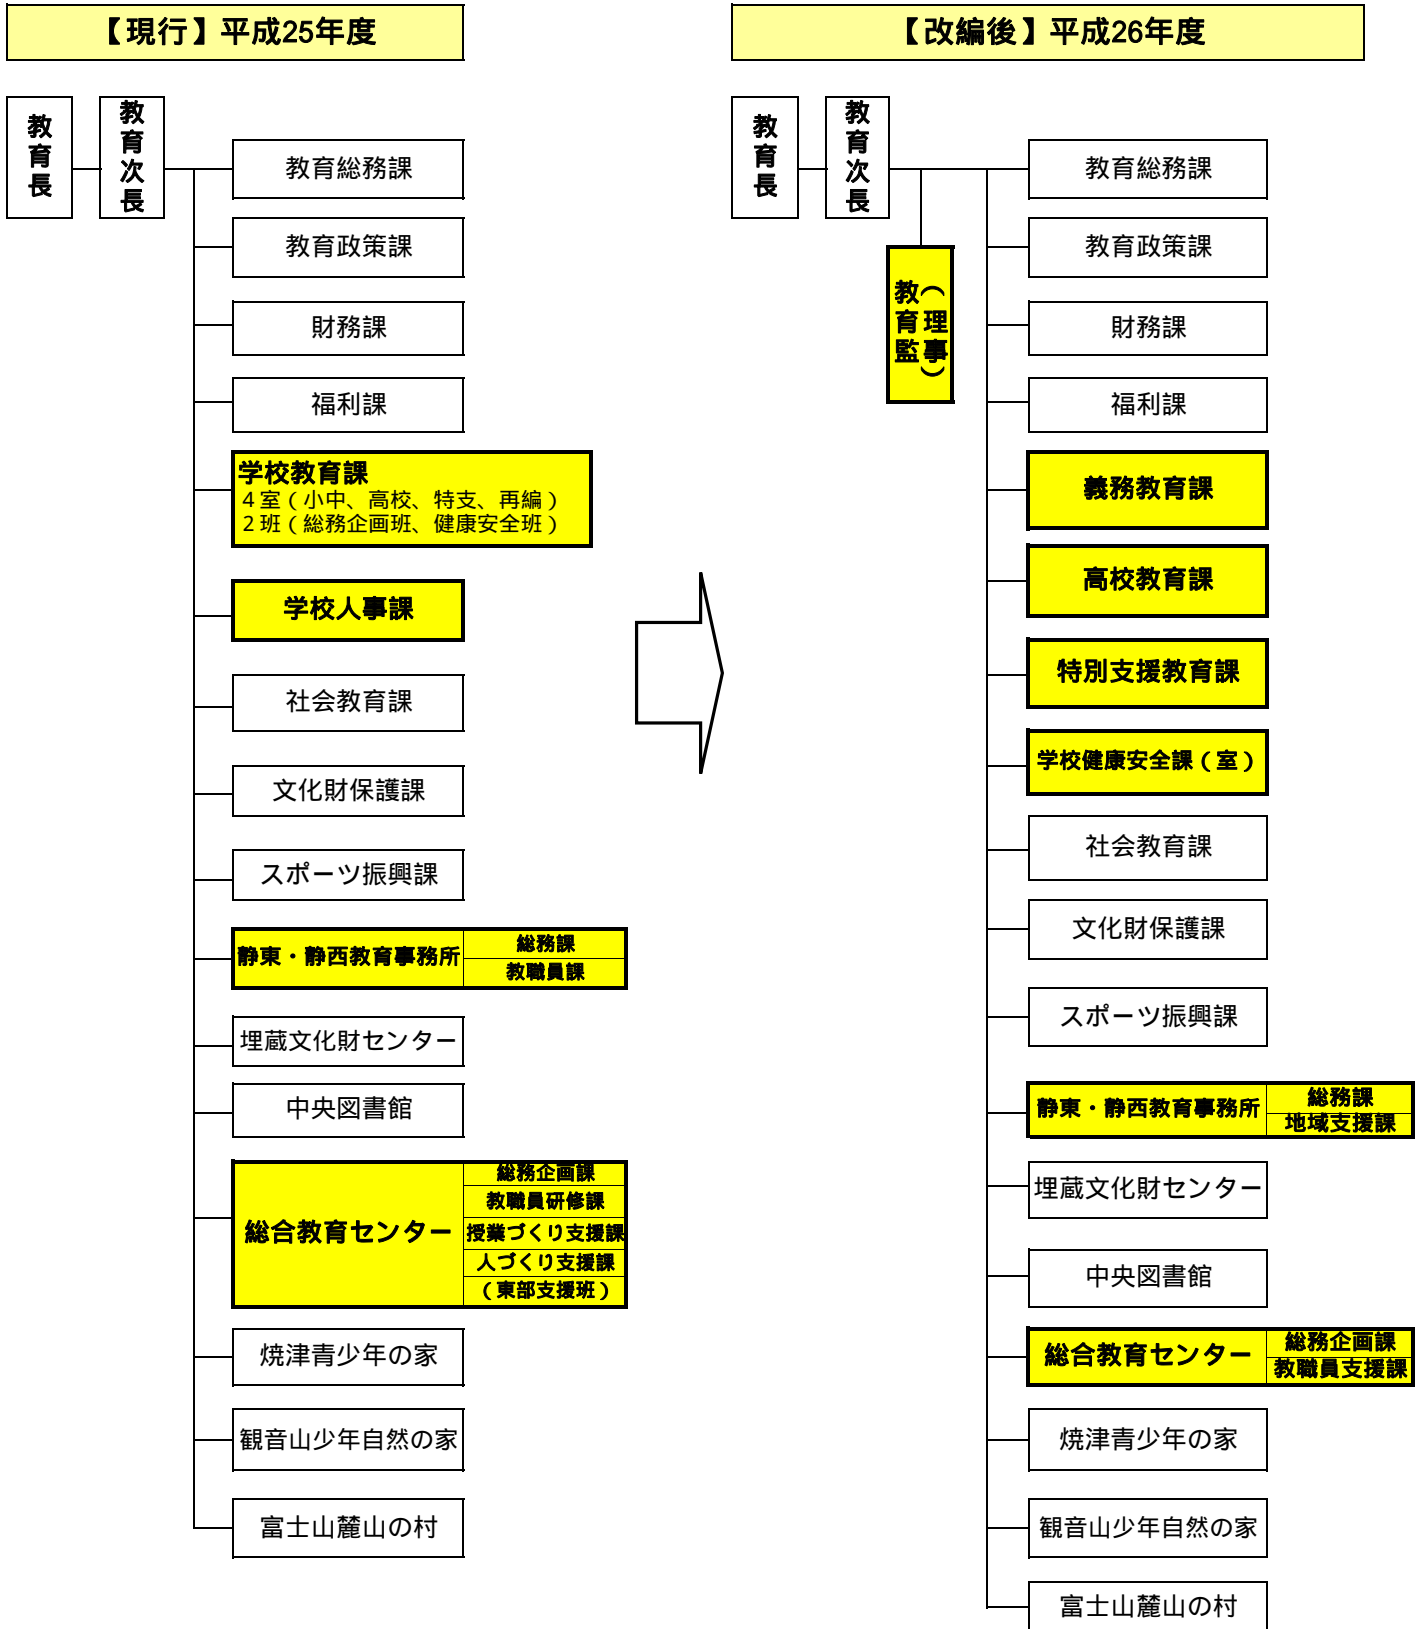 【現行】平成25年度
教育長
教育次長
教育総務課
教育政策課
財務課
福利課
学校教育課
４室（小中、高校、特支、再編）
２班（総務企画班、健康安全班）
学校人事課
社会教育課
文化財保護課
スポーツ振興課
静東・静西教育事務所
総務課
教職員課
埋蔵文化財センター
中央図書館
総合教育センター
総務企画課
教職員研修課
授業づくり支援課
人づくり支援課
（東部支援班）
焼津青少年の家
観音山少年自然の家
富士山麓山の村
【改編後】平成26年度
教育長
教育次長
教育監
（理事）
教育総務課
教育政策課
財務課
福利課
義務教育課
高校教育課
特別支援教育課
学校健康安全課（室）
社会教育課
文化財保護課
スポーツ振興課
静東・静西教育事務所
総務課
地域支援課
埋蔵文化財センター
中央図書館
総合教育センター
総務企画課
教職員支援課
焼津青少年の家
観音山少年自然の家
富士山麓山の村